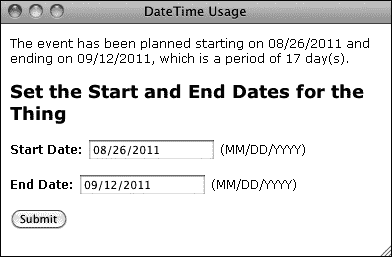 DateTime Usage
The event has been planned starting on 08/26/2011 and
ending on 09/12/2011, which is a period of 17 day(s).
Set the Start and End Dates for the
Thing
Start Date: 08/26/2011 (MM/DD/YYYY)
End Date: 09/12/2011 (MM/DD/YYYY)
Submit